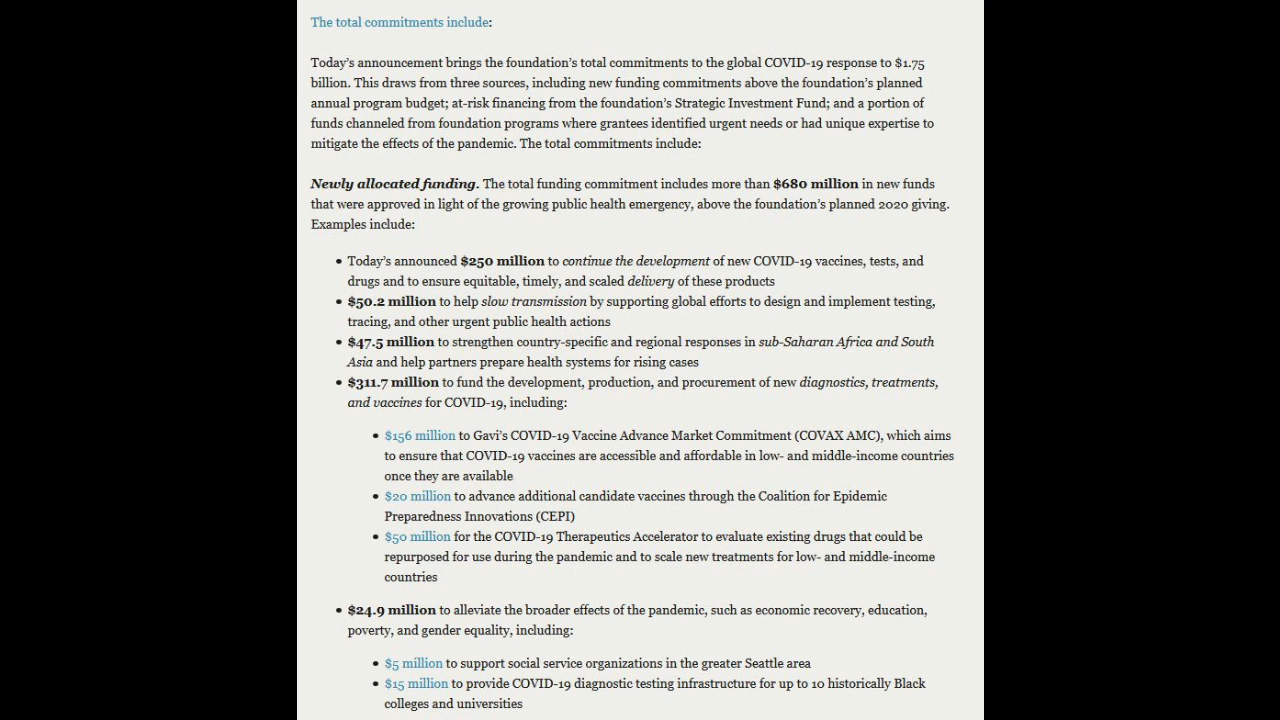 The total commitments include:
Today’s announcement brings the foundation’s total commitments to the global COVID-19 response to $1.75
billion. This draws from three sources, including new funding commitments above the foundation’s planned
annual program budget; at-risk financing from the foundation’s Strategic Investment Fund; and a portion of
funds channeled from foundation programs where grantees identified urgent needs or had unique expertise to
mitigate the effects of the pandemic. The total commitments include:
Newly allocated funding. The total funding commitment includes more than $680 million in new funds
that were approved in light of the growing public health emergency, above the foundation’s planned 2020 giving.
Examples include:
• Today’s announced $250 million to continue the development of new COVID-19 vaccines, tests, and
drugs and to ensure equitable, timely, and scaled delivery of these products
• $50.2 million to help slow transmission by supporting global efforts to design and implement testing,
tracing, and other urgent public health actions
• $47.5 million to strengthen country-specific and regional responses in sub-Saharan Africa and South
Asia and help partners prepare health systems for rising cases
• $311.7 million to fund the development, production, and procurement of new diagnostics, treatments,
and vaccines for COVID-19, including:
• $156 million to Gavi’s COVID-19 Vaccine Advance Market Commitment (COVAX AMC), which aims
to ensure that COVID-19 vaccines are accessible and affordable in low- and middle-income countries
once they are available
• $20 million to advance additional candidate vaccines through the Coalition for Epidemic
Preparedness Innovations (CEPI)
• $50 million for the COVID-19 Therapeutics Accelerator to evaluate existing drugs that could be
repurposed for use during the pandemic and to scale new treatments for low- and middle-income
countries
• $24.9 million to alleviate the broader effects of the pandemic, such as economic recovery, education,
poverty, and gender equality, including:
• $5 million to support social service organizations in the greater Seattle area
• $15 million to provide COVID-19 diagnostic testing infrastructure for up to 10 historically Black
colleges and universities